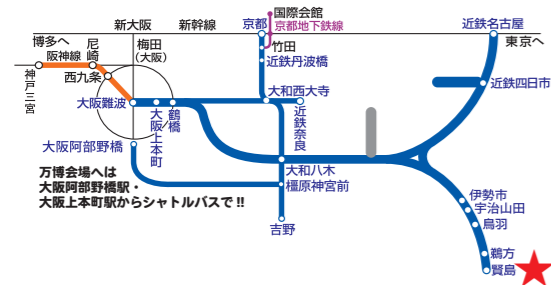 国際会館
京都地下鉄線
新大阪
新幹線
京都
近鉄名古屋
博多へ
尼崎
梅田
(大阪)
竹田
東京へ
阪神線
近鉄丹波橋
西九条
神戸三宮
近鉄四日市
大阪難波
大和西大寺
大阪上本町
鶴橋
近鉄奈良
大阪阿部野橋
大和八木
万博会場へは
大阪阿部野橋駅・
大阪上本町駅からシャトルバスで!!
橿原神宮前
伊勢市
宇治山田
鳥羽
吉野
鵜方
賢島